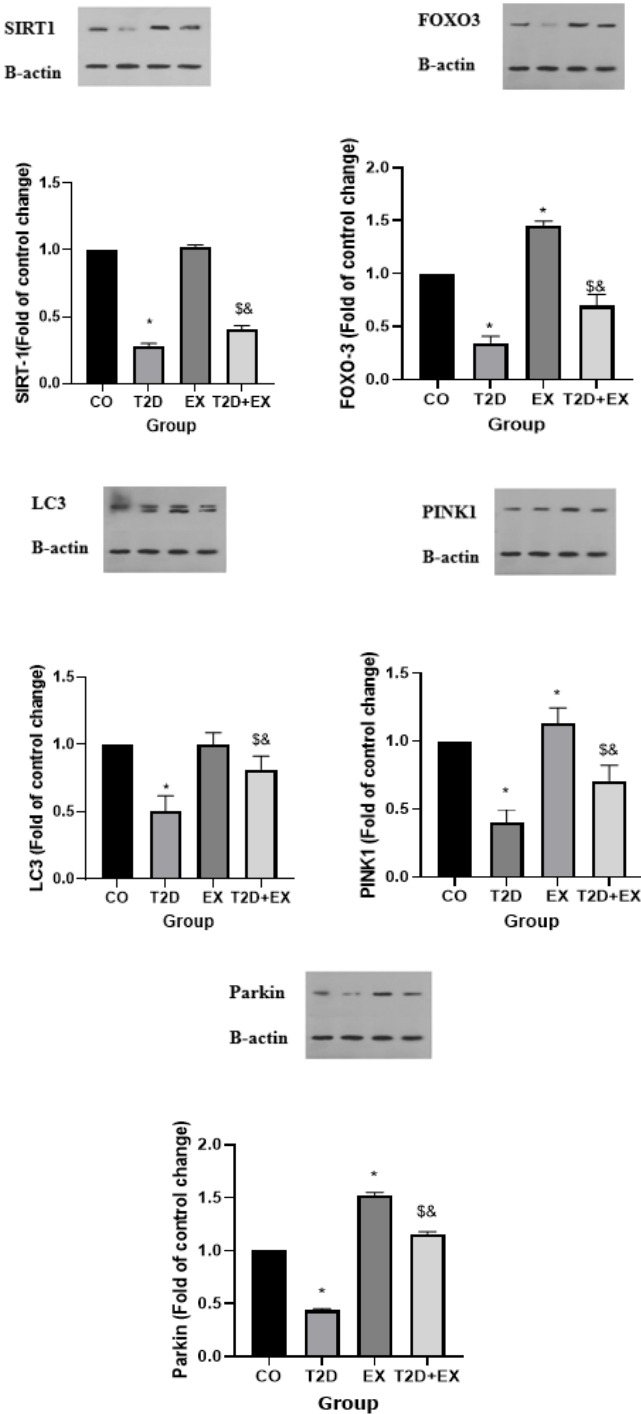 SIRT1
B-actin
FOXO3
B-actin
SIRT-1(Fold of control change)
1.5
1.0
0.5
0.0
*
$&
CO T2D EX T2D+EX
Group
FOXO-3 (Fold of control change)
2.0
1.5
1.0
0.5
0.0
*
*
$&
CO T2D EX T2D+EX
Group
LC3
B-actin
PINK1
B-actin
LC3 (Fold of control change)
1.5
1.0
0.5
0.0
*
$&
CO T2D EX T2D+EX
Group
PINK1 (Fold of control change)
1.5
1.0
0.5
0.0
*
*
$&
CO T2D EX T2D+EX
Group
Parkin
B-actin
Parkin (Fold of control change)
2.0
1.5
1.0
0.5
0.0
*
*
$&
CO T2D EX T2D+EX
Group